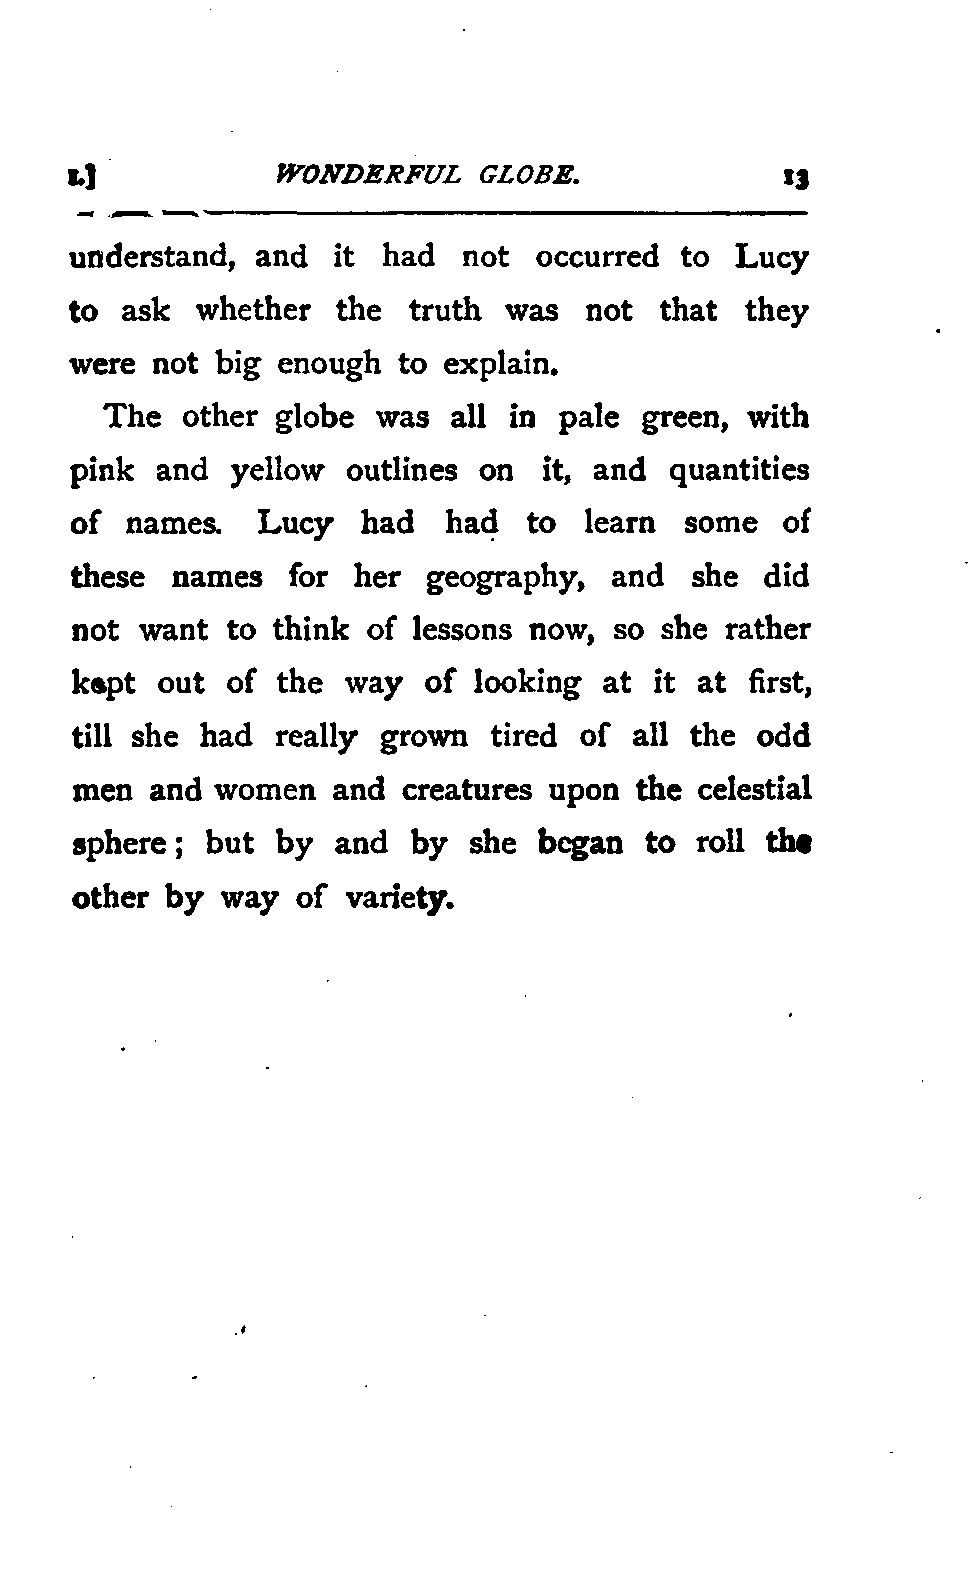 I.] WONDERFUL GLOBE. 13
understand, and it had not occurred to Lucy
to ask whether the truth was not that they
were not big enough to explain.
The other globe was all in pale green, with
pink and yellow outlines on it, and quantities
of names. Lucy had had to learn some of
these names for her geography, and she did
not want to think of lessons now, so she rather
kept out of the way of looking at it at first,
till she had really grown tired of all the odd
men and women and creatures upon the celestial
sphere; but by and by she began to roll the
other by way of variety.